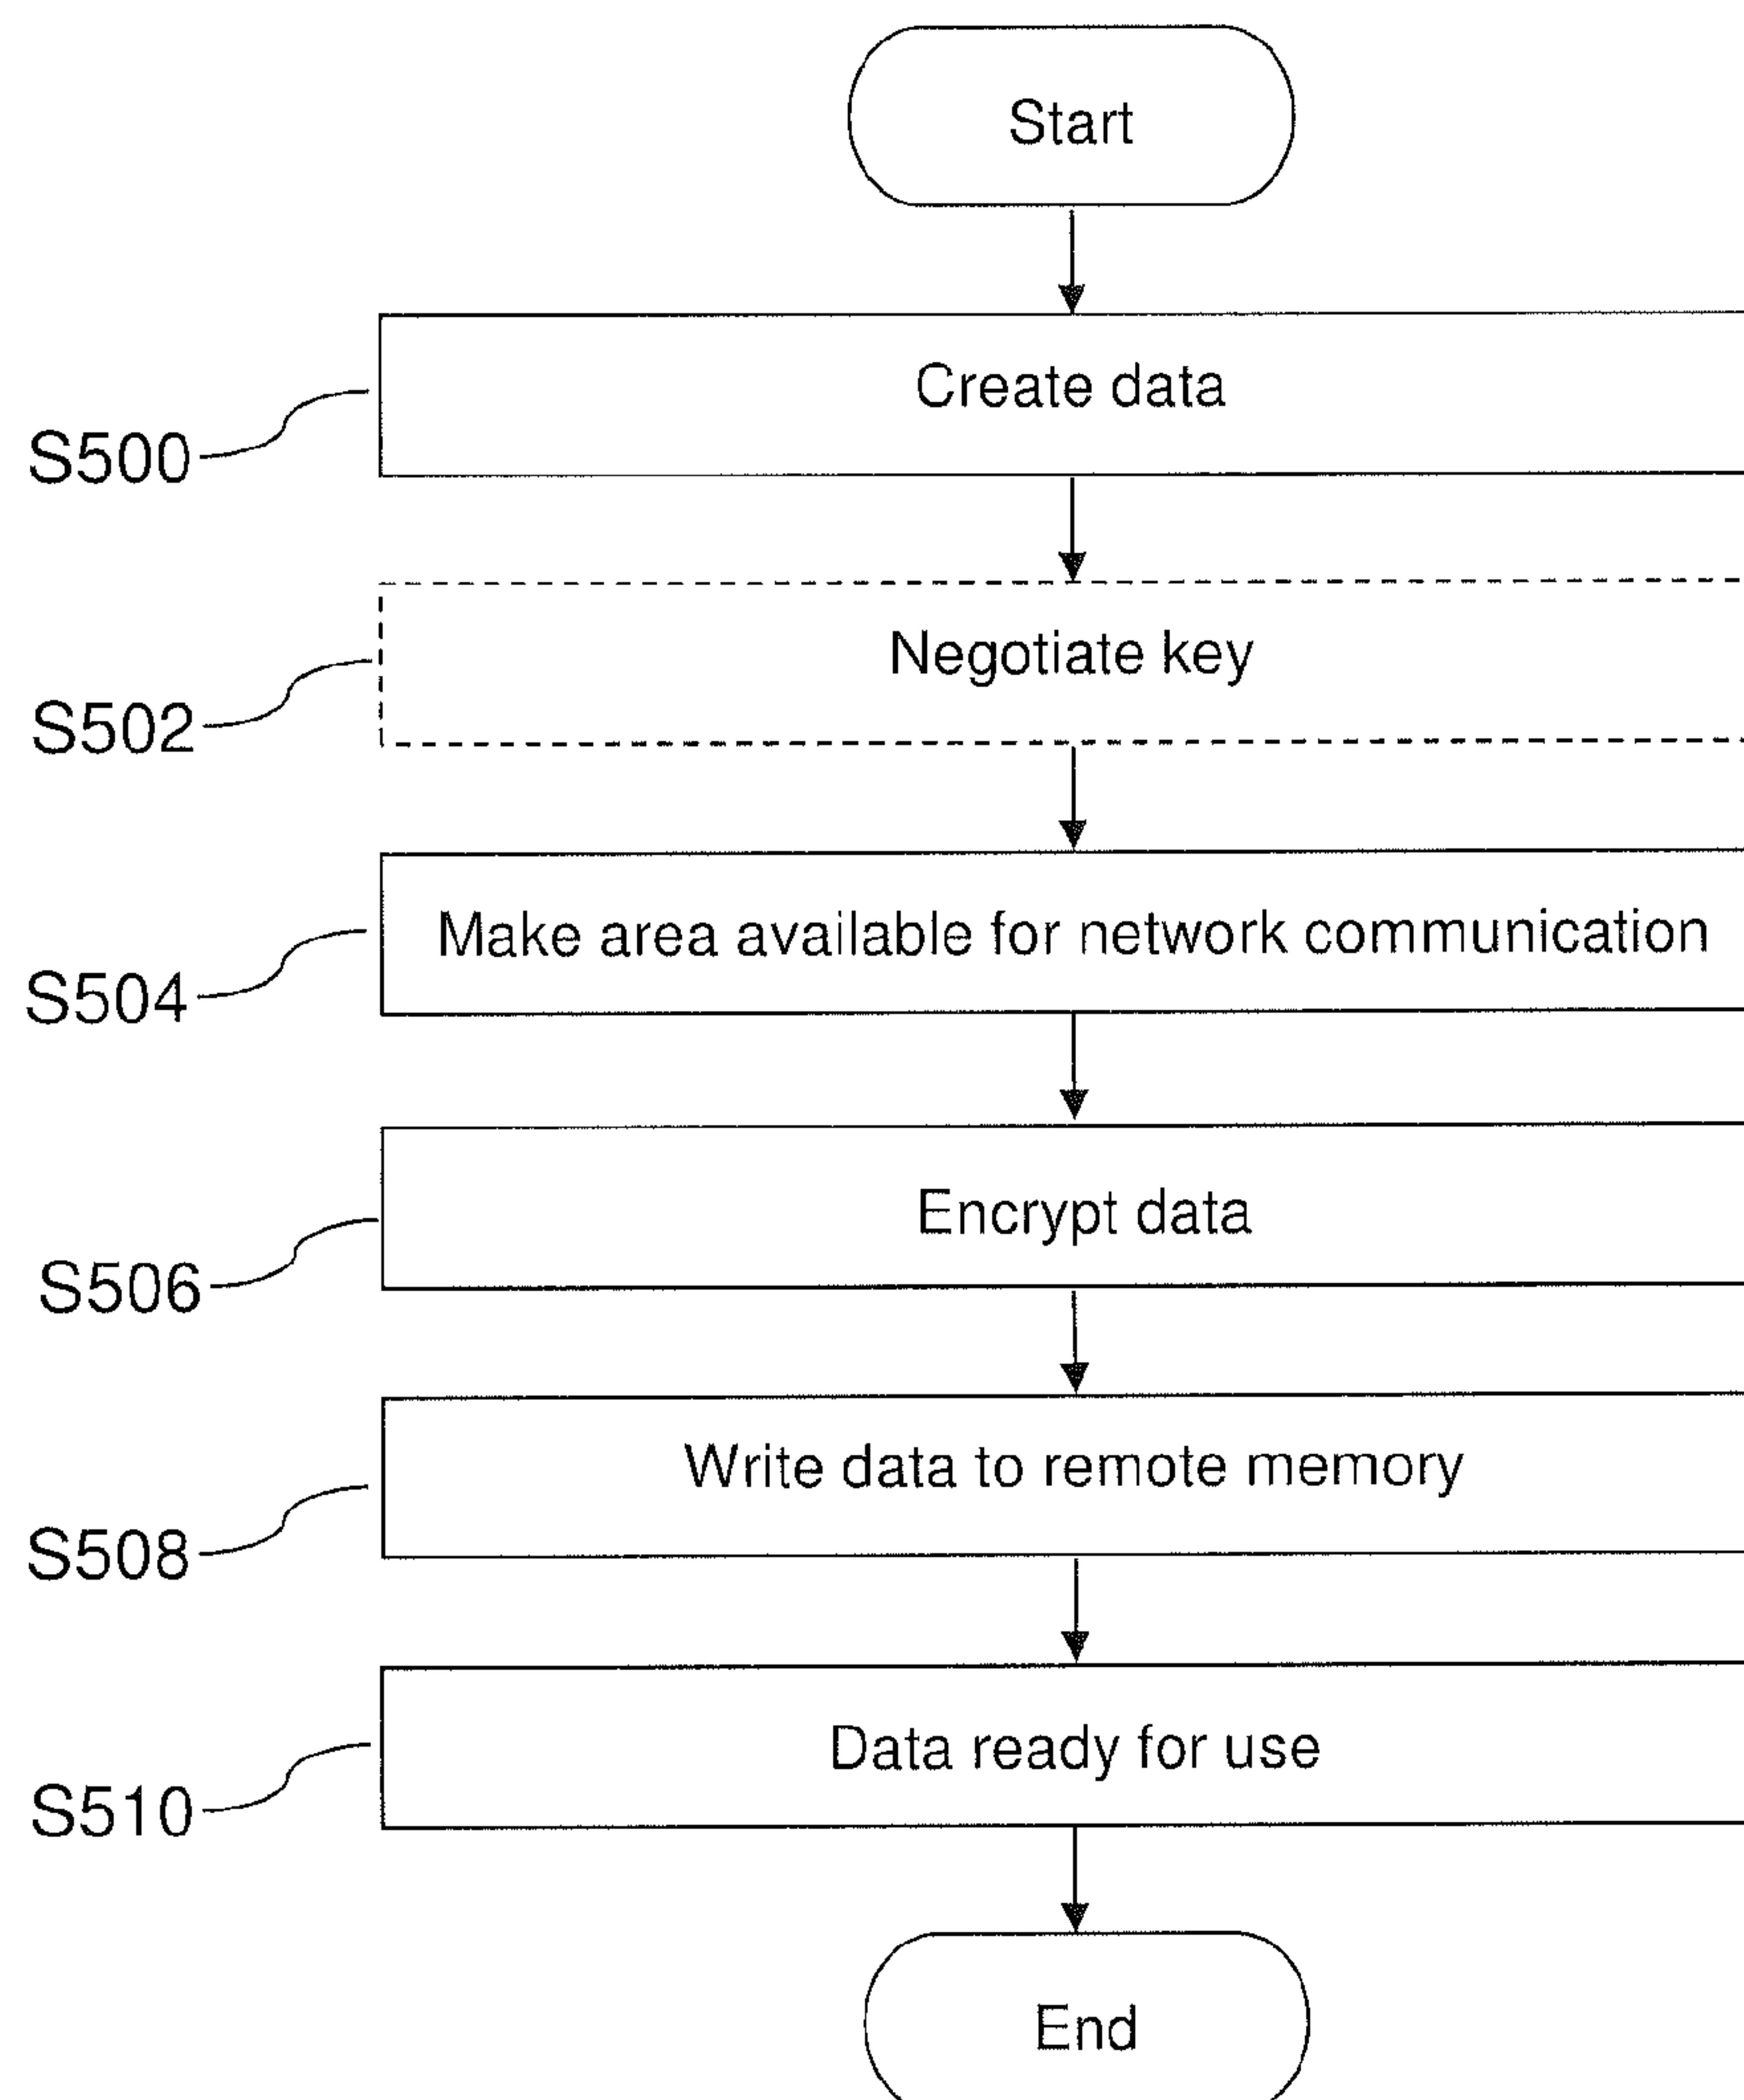 Start
Create data
S500
Negotiate key
S502
Make area available for network communication
S504
Encrypt data
S506
Write data to remote memory
S508
Data ready for use
S510
End